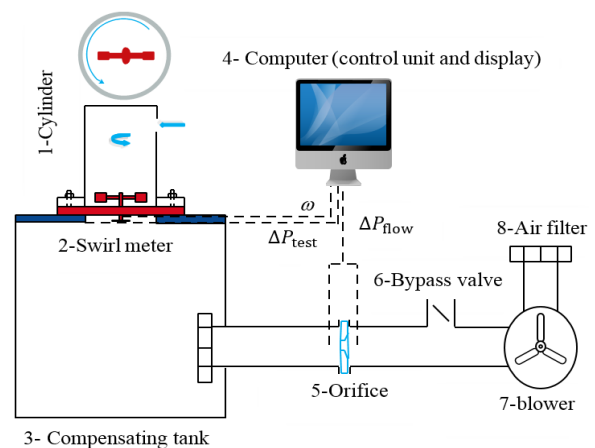 4- Computer (control unit and display)
1-Cylinder
ω
ΔP_test
ΔP_flow
2-Swirl meter
8-Air filter
6-Bypass valve
5-Orifice
7-blower
3- Compensating tank